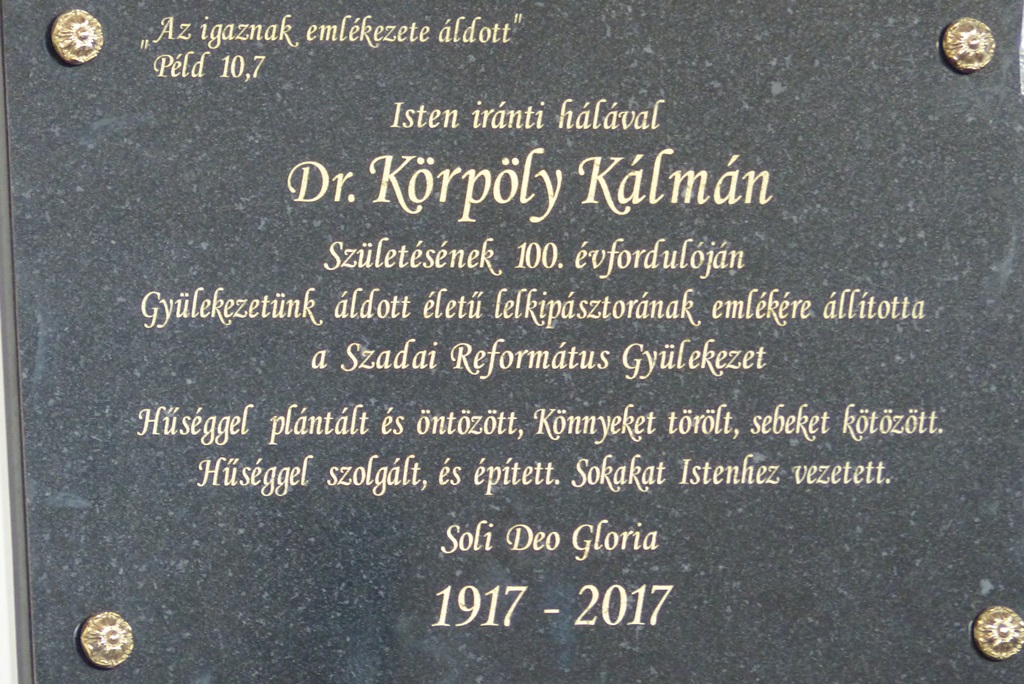 „Az igaznak emlékezete áldott"
Péld 10,7
Isten iránti hálával
Dr. Körpöly Kálmán
Születésének 100. évfordulóján
Gyülekezetünk áldott életű lelkipásztorának emlékére állította
a Szadai Református Gyülekezet
Hűséggel plántált és öntözött, Könnyeket törölt, sebeket kötözött.
Hűséggel szolgált, és épített. Sokakat Istenhez vezetett.
Soli Deo Gloria
1917 - 2017